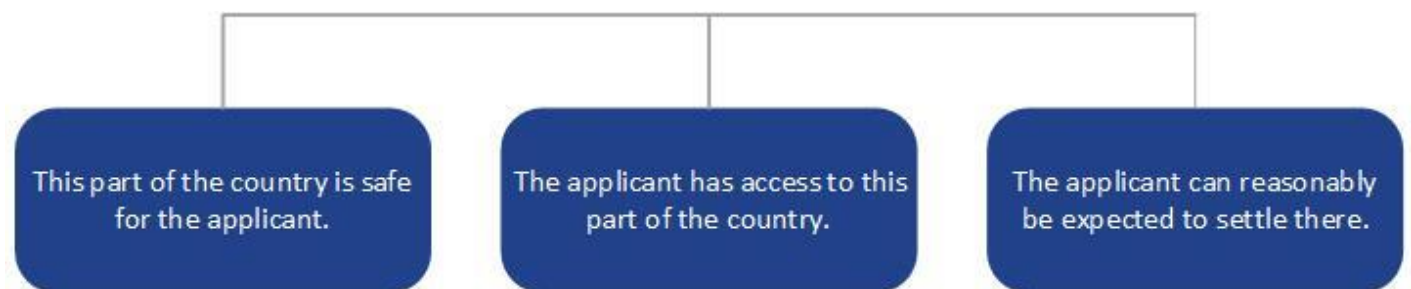 This part of the country is safe
for the applicant.
The applicant has access to this
part of the country.
The applicant can reasonably
be expected to settle there.